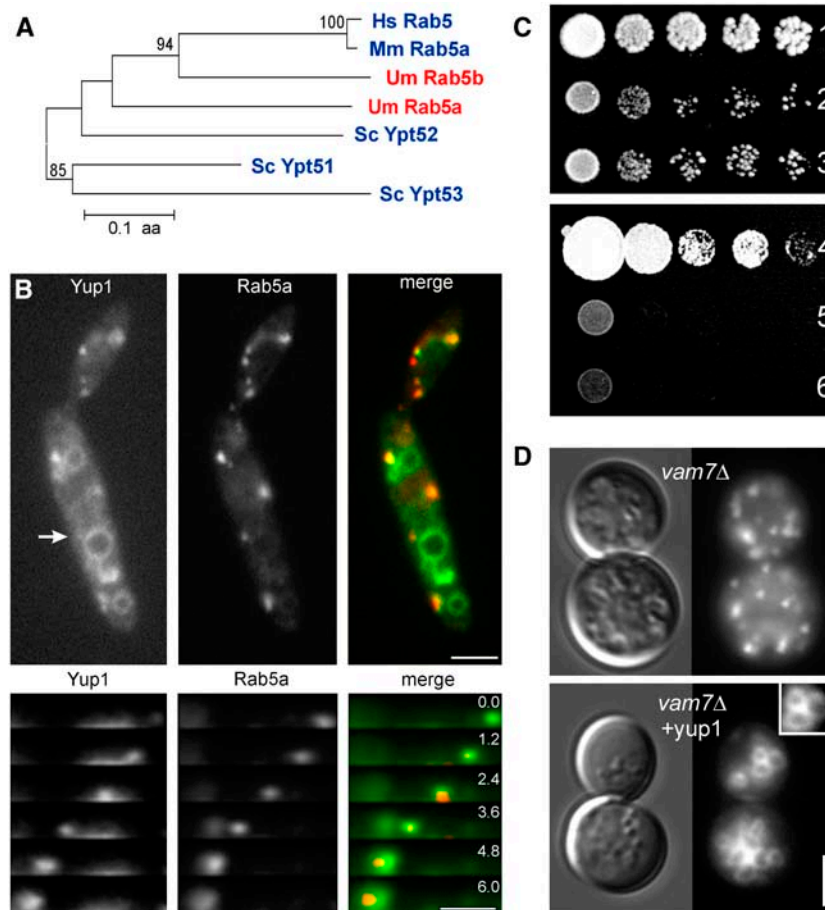 A
100
Hs Rab5
Mm Rab5a
94
Um Rab5b
Um Rab5a
Sc Ypt52
85
Sc Ypt51
Sc Ypt53
0.1 aa
B
Yup1
Rab5a
merge
Yup1
Rab5a
merge
0.0
1.2
2.4
3.6
4.8
6.0
C
1
2
3
4
5
6
D
vam7Δ
vam7Δ
+yup1